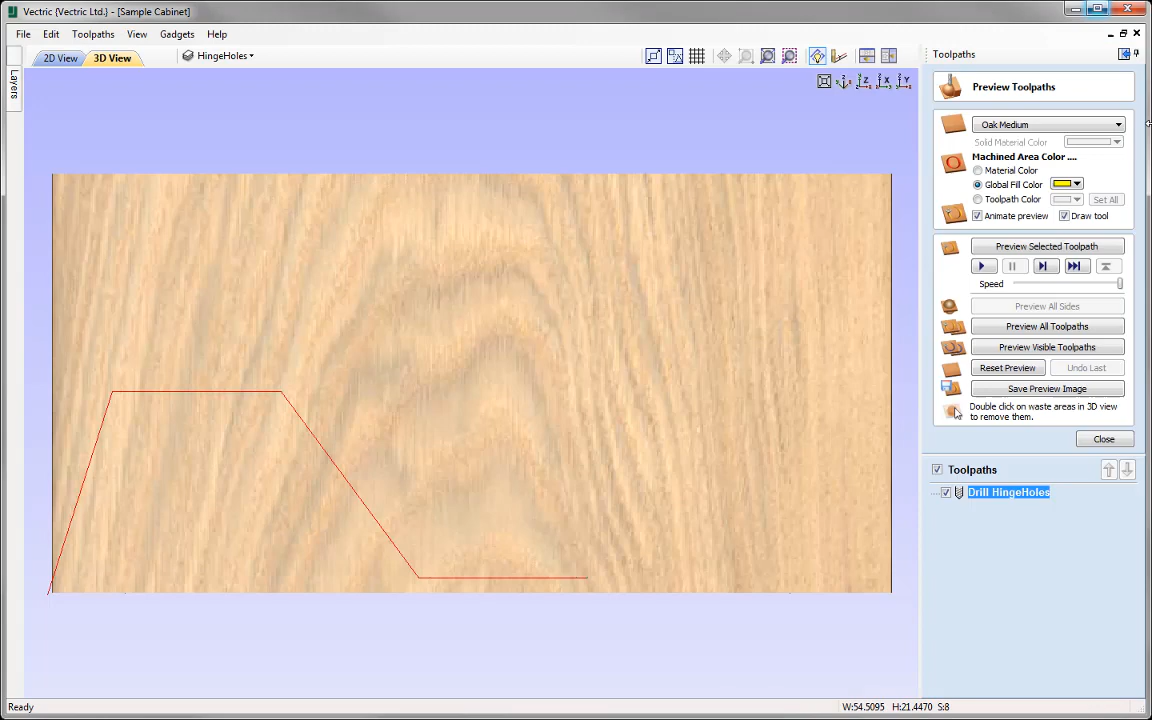 Vectric {Vectric Ltd.} - [Sample Cabinet]
File Edit Toolpaths View Gadgets Help
2D View 3D View HingeHoles
Layers
Z X Y
Toolpaths
Preview Toolpaths
Oak Medium
Solid Material Color
Machined Area Color ....
Material Color
Global Fill Color
Toolpath Color Set All
Animate preview Draw tool
Preview Selected Toolpath
Speed
Preview All Sides
Preview All Toolpaths
Preview Visible Toolpaths
Reset Preview Undo Last
Save Preview Image
Double click on waste areas in 3D view
to remove them.
Close
Toolpaths
Drill HingeHoles
Ready W:54.5095 H:21.4470 S:8